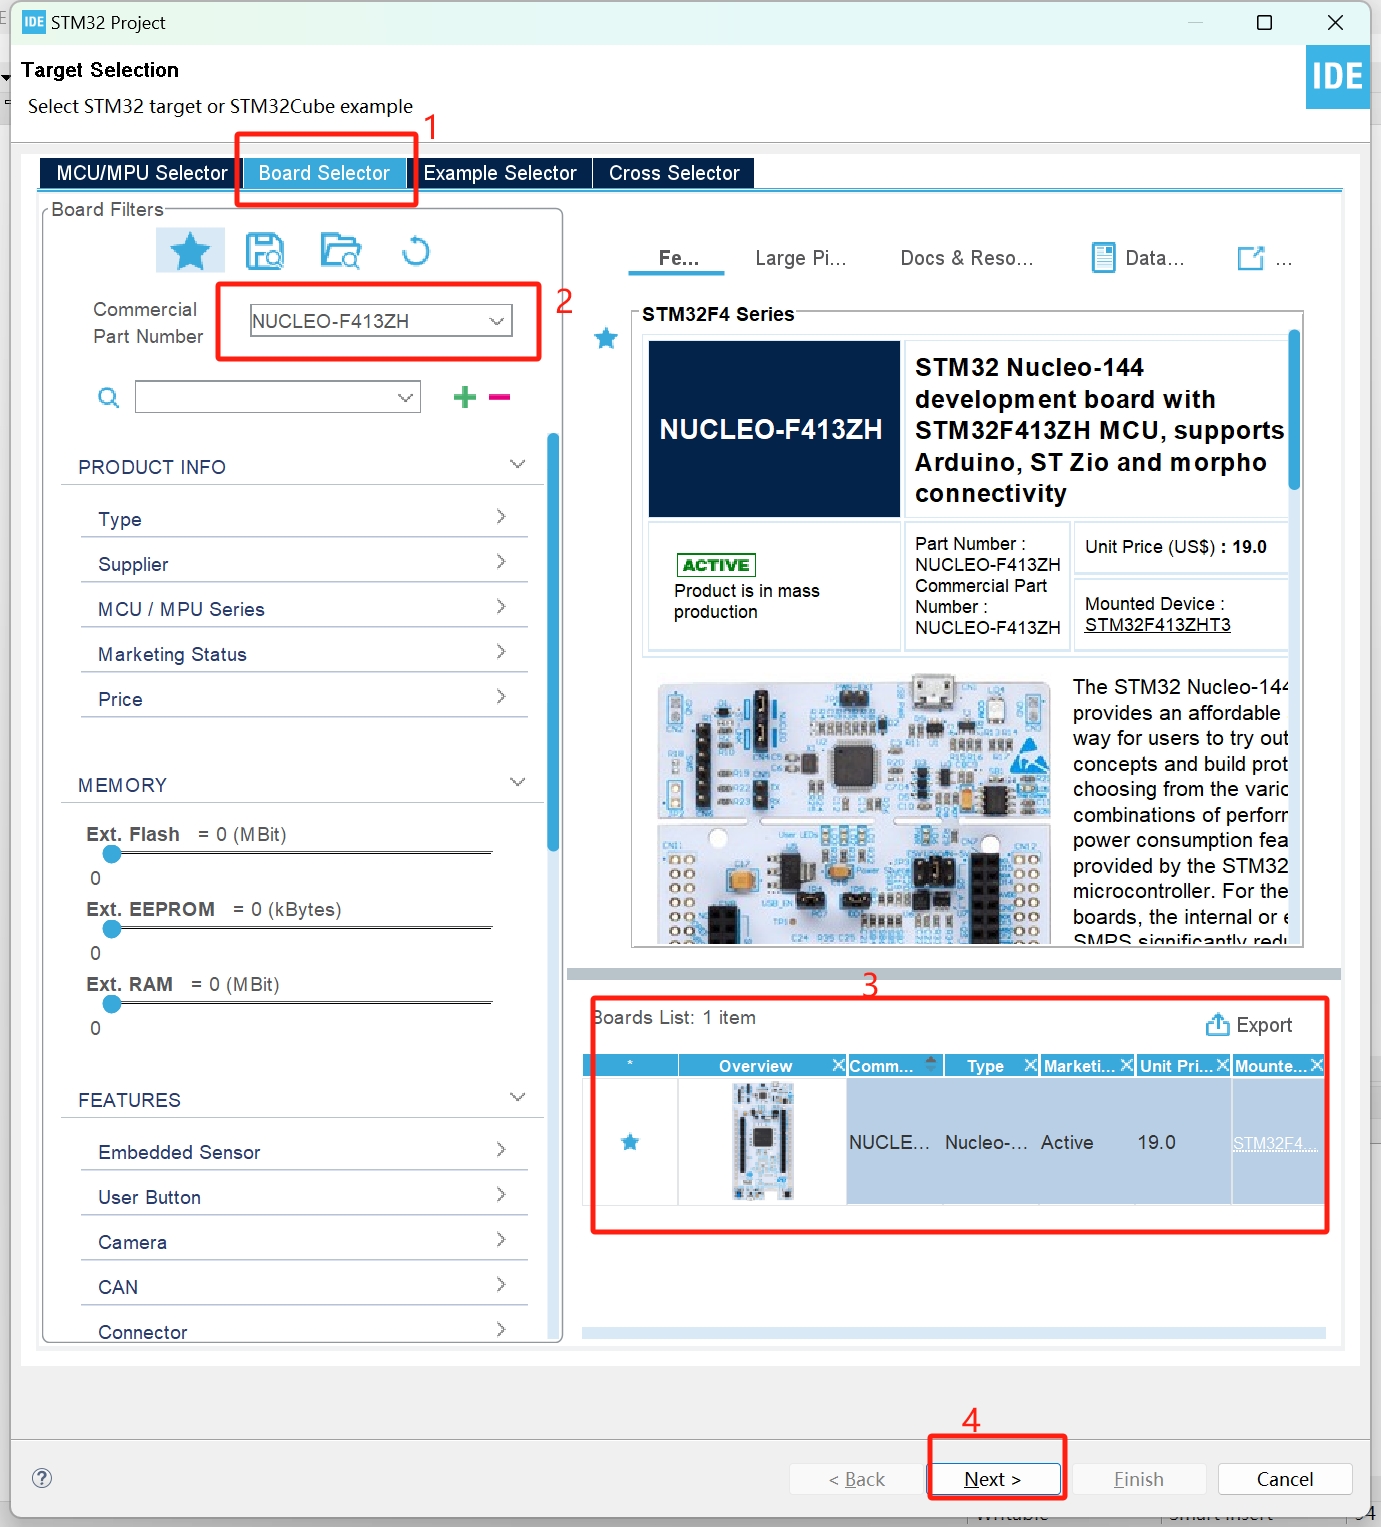 IDE STM32 Project
Target Selection
IDE
Select STM32 target or STM32Cube example
1
MCU/MPU Selector
Board Selector
Example Selector
Cross Selector
Board Filters
Fe...
Large Pi...
Docs & Reso...
Data...
...
Commercial
Part Number
NUCLEO-F413ZH
2
STM32F4 Series
NUCLEO-F413ZH
STM32 Nucleo-144
development board with
STM32F413ZH MCU, supports
Arduino, ST Zio and morpho
connectivity
ACTIVE
Product is in mass
production
Part Number :
NUCLEO-F413ZH
Commercial Part
Number :
NUCLEO-F413ZH
Unit Price (US$) : 19.0
Mounted Device :
STM32F413ZHT3
The STM32 Nucleo-144
provides an affordable
way for users to try out
concepts and build prot
choosing from the vario
combinations of perforr
power consumption fea
provided by the STM32
microcontroller. For the
boards, the internal or e
SMPS significantly redu
PRODUCT INFO
Type
Supplier
MCU / MPU Series
Marketing Status
Price
MEMORY
Ext. Flash = 0 (MBit)
0
Ext. EEPROM = 0 (kBytes)
0
Ext. RAM = 0 (MBit)
0
FEATURES
Embedded Sensor
User Button
Camera
CAN
Connector
3
Boards List: 1 item
Export
*
Overview
Comm...
Type
Marketi...
Unit Pri...
Mounte...
NUCLE...
Nucleo-...
Active
19.0
STM32F4...
4
< Back
Next >
Finish
Cancel